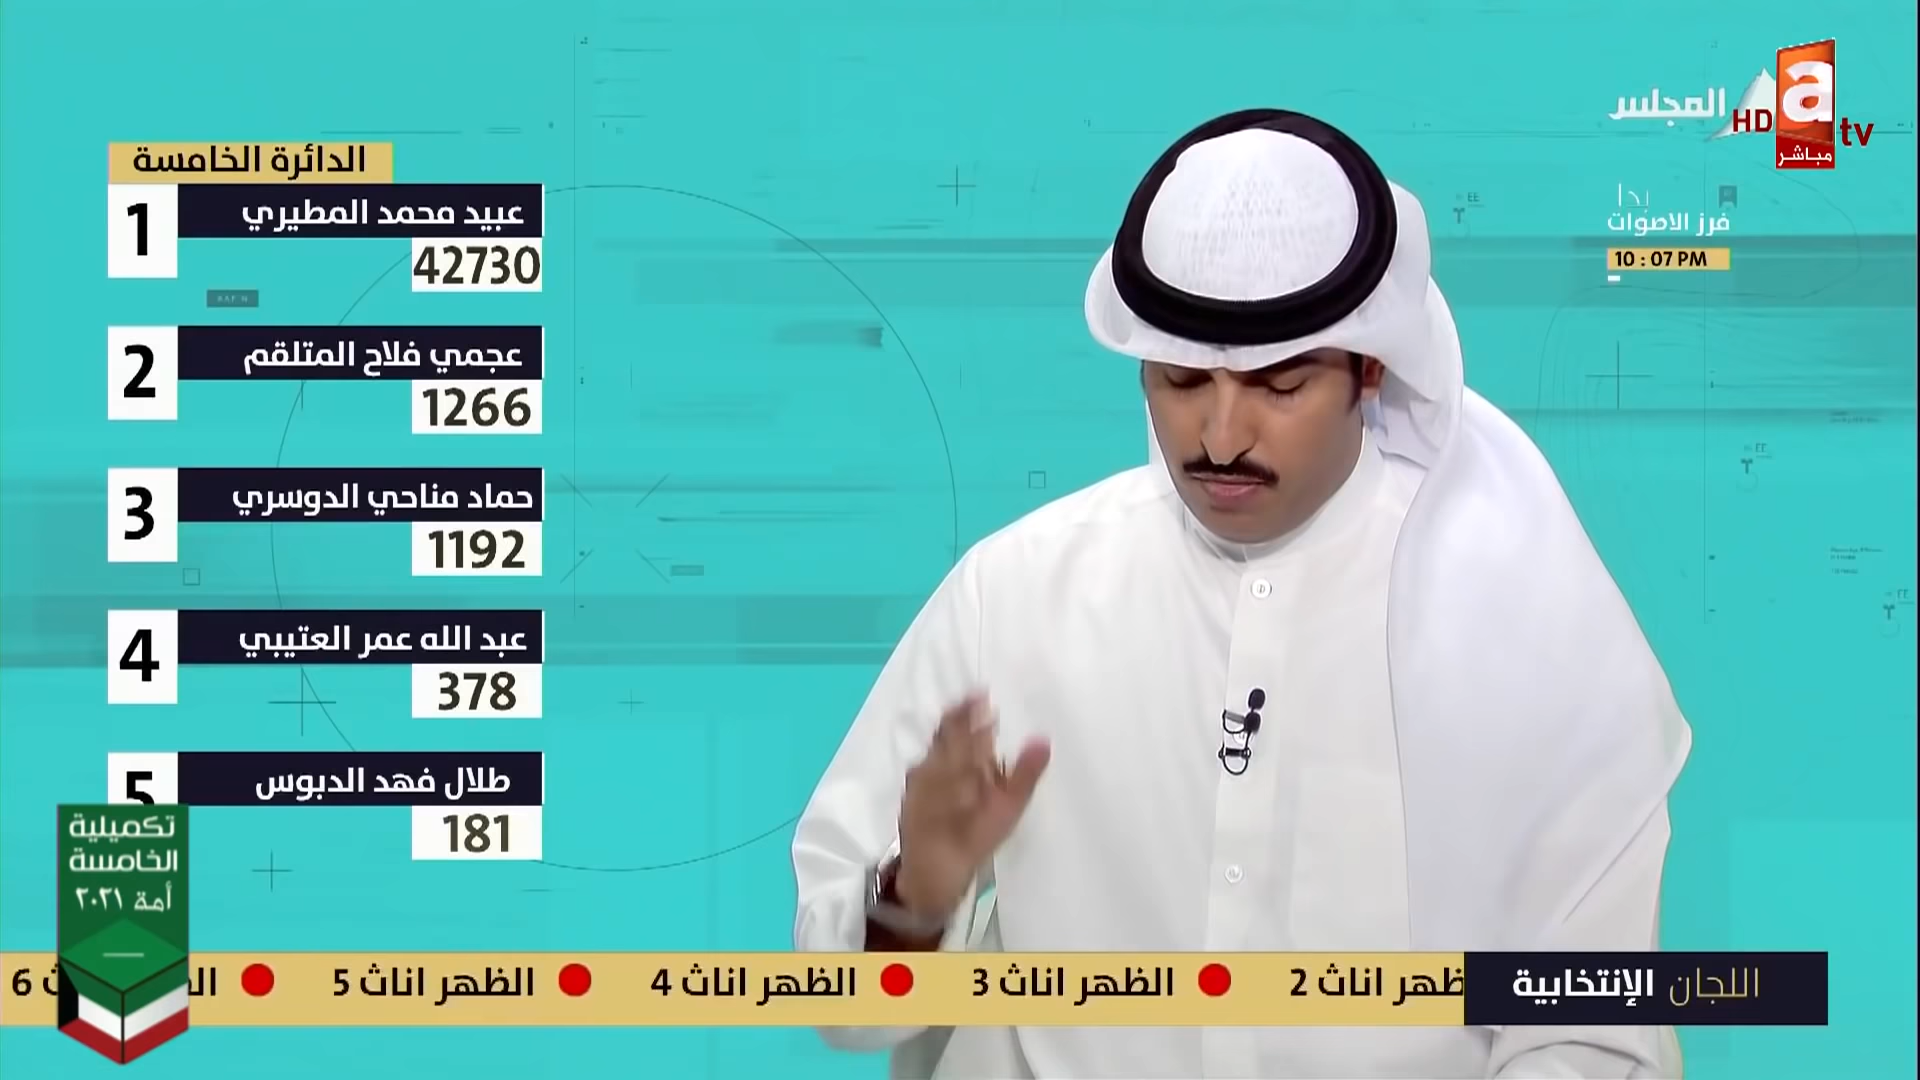 المجلس
HD
a
tv
مباشر
بدا
فرز الاصوات
10 : 07 PM
الدائرة الخامسة
1
عبيد محمد المطيري
42730
2
عجمي فلاح المتلقم
1266
3
حماد مناحي الدوسري
1192
4
عبد الله عمر العتيبي
378
5
طلال فهد الدبوس
181
تكميلية
الخامسة
أمة ٢٠٢١
اللجان الإنتخابية
ظهر اناث 2 الظهر اناث 3 الظهر اناث 4 الظهر اناث 5 ال ث 6